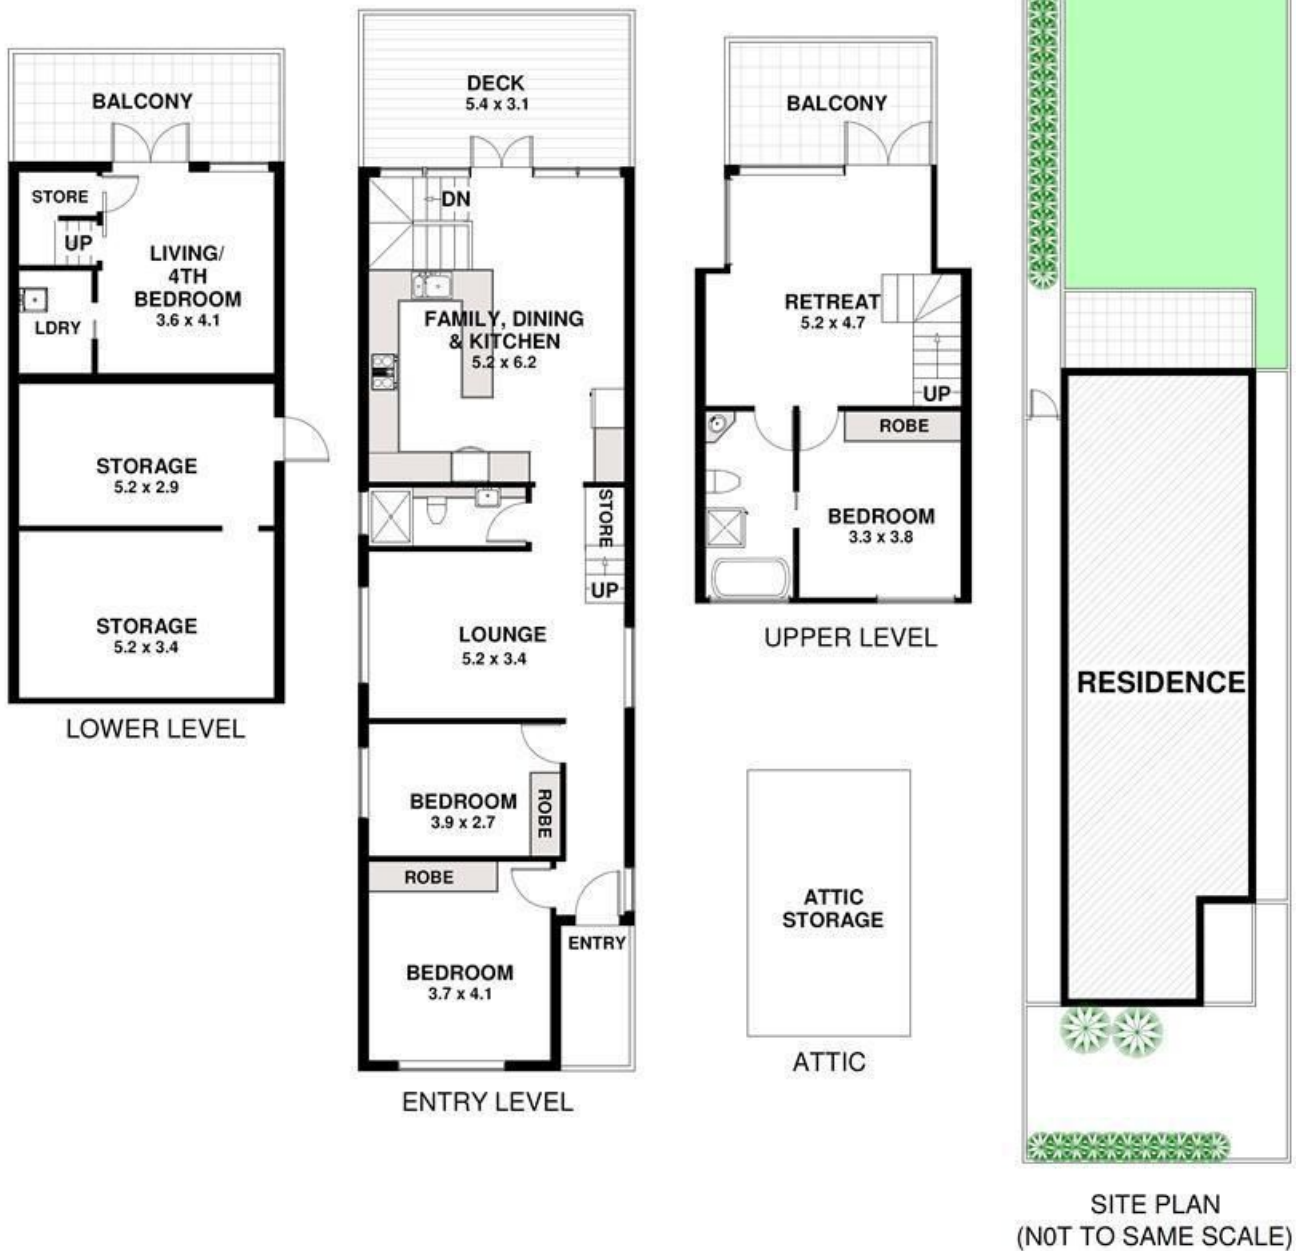 BALCONY
STORE
UP
LIVING/
4TH
BEDROOM
3.6 x 4.1
LDRY
STORAGE
5.2 x 2.9
STORAGE
5.2 x 3.4
LOWER LEVEL
DECK
5.4 x 3.1
DN
FAMILY, DINING
& KITCHEN
5.2 x 6.2
STORE
UP
LOUNGE
5.2 x 3.4
BEDROOM
3.9 x 2.7
ROBE
ROBE
BEDROOM
3.7 x 4.1
ENTRY
ENTRY LEVEL
BALCONY
RETREAT
5.2 x 4.7
UP
ROBE
BEDROOM
3.3 x 3.8
UPPER LEVEL
ATTIC
STORAGE
ATTIC
RESIDENCE
SITE PLAN
(N0T TO SAME SCALE)